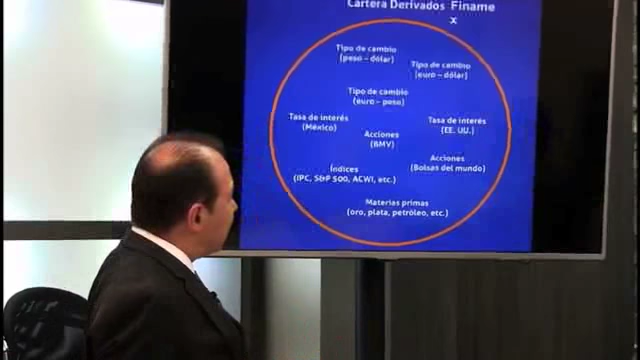 Cartera Derivados Finame
x
Tipo de cambio
(peso – dólar)
Tipo de cambio
(euro – dólar)
Tipo de cambio
(euro – peso)
Tasa de interés
(México)
Tasa de interés
(EE. UU.)
Acciones
(BMV)
Acciones
(Bolsas del mundo)
Índices
(IPC, S&P 500, ACWI, etc.)
Materias primas
(oro, plata, petróleo, etc.)